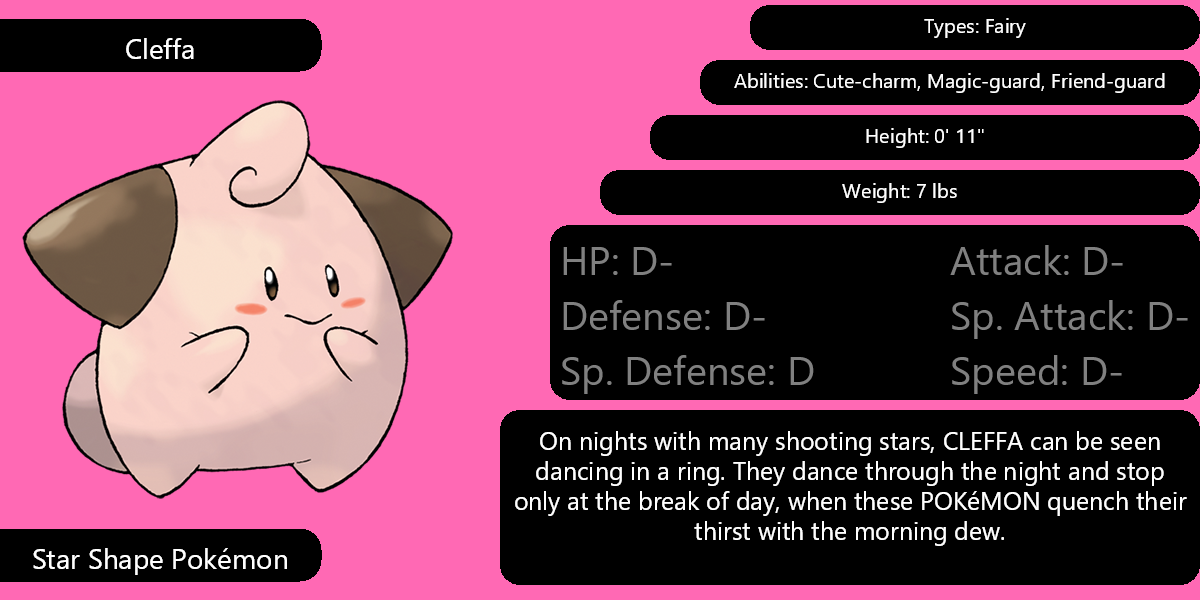 Cleffa
Types: Fairy
Abilities: Cute-charm, Magic-guard, Friend-guard
Height: 0' 11"
Weight: 7 lbs
HP: D-
Attack: D-
Defense: D-
Sp. Attack: D-
Sp. Defense: D
Speed: D-
On nights with many shooting stars, CLEFFA can be seen
dancing in a ring. They dance through the night and stop
only at the break of day, when these POKéMON quench their
thirst with the morning dew.
Star Shape Pokémon